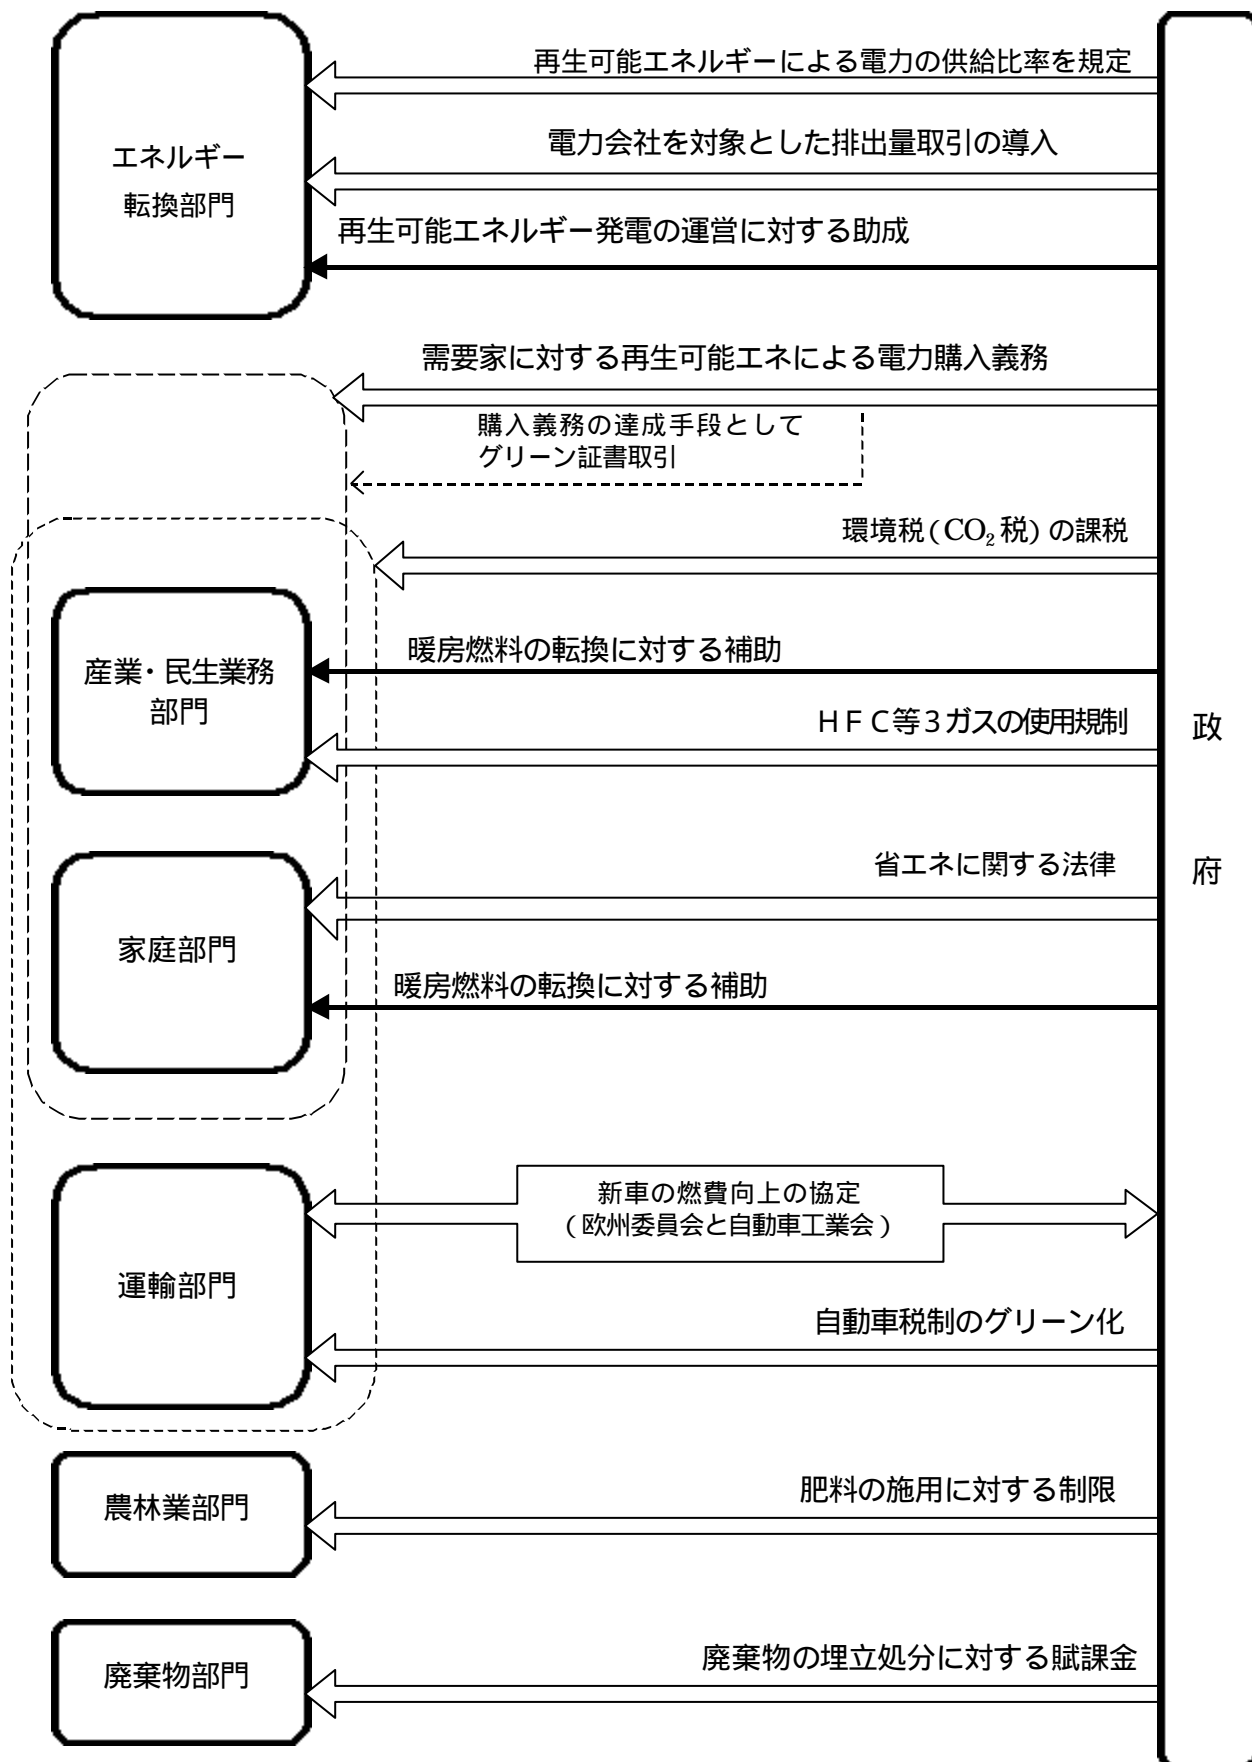 再生可能エネルギーによる電力の供給比率を規定
電力会社を対象とした排出量取引の導入
エネルギー
転換部門
再生可能エネルギー発電の運営に対する助成
需要家に対する再生可能エネによる電力購入義務
購入義務の達成手段として
グリーン証書取引
環境税(CO₂税)の課税
暖房燃料の転換に対する補助
産業・民生業務
部門
HFC等3ガスの使用規制
政
府
省エネに関する法律
家庭部門
暖房燃料の転換に対する補助
新車の燃費向上の協定
(欧州委員会と自動車工業会)
運輸部門
自動車税制のグリーン化
肥料の施用に対する制限
農林業部門
廃棄物の埋立処分に対する賦課金
廃棄物部門